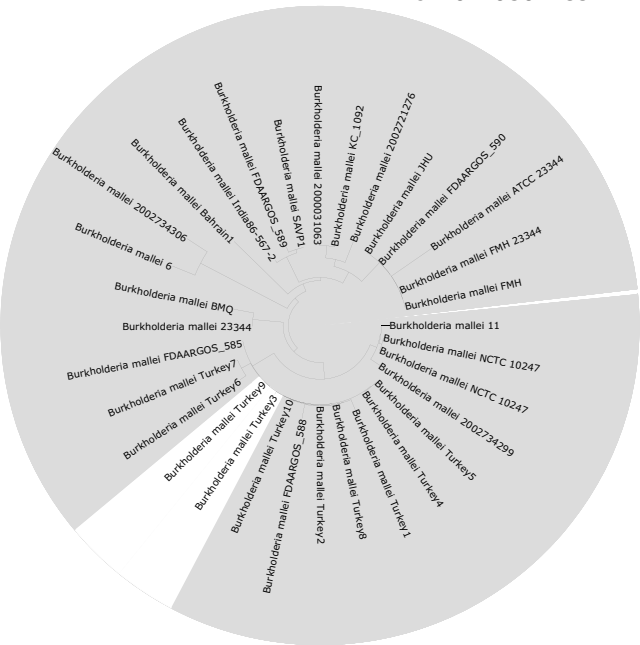 Burkholderia mallei 2000031063
Burkholderia mallei KC_1092
Burkholderia mallei 2002721276
Burkholderia mallei JHU
Burkholderia mallei FDAARGOS_590
Burkholderia mallei ATCC 23344
Burkholderia mallei FMH 23344
Burkholderia mallei FMH
Burkholderia mallei 11
Burkholderia mallei NCTC 10247
Burkholderia mallei NCTC 10247
Burkholderia mallei 2002734299
Burkholderia mallei Turkey5
Burkholderia mallei Turkey4
Burkholderia mallei Turkey1
Burkholderia mallei Turkey8
Burkholderia mallei Turkey2
Burkholderia mallei FDAARGOS_588
Burkholderia mallei Turkey10
Burkholderia mallei Turkey3
Burkholderia mallei Turkey9
Burkholderia mallei Turkey6
Burkholderia mallei Turkey7
Burkholderia mallei FDAARGOS_585
Burkholderia mallei 23344
Burkholderia mallei BMQ
Burkholderia mallei 6
Burkholderia mallei 2002734306
Burkholderia mallei Bahrain1
Burkholderia mallei India86-567-2
Burkholderia mallei FDAARGOS_589
Burkholderia mallei SAVP1